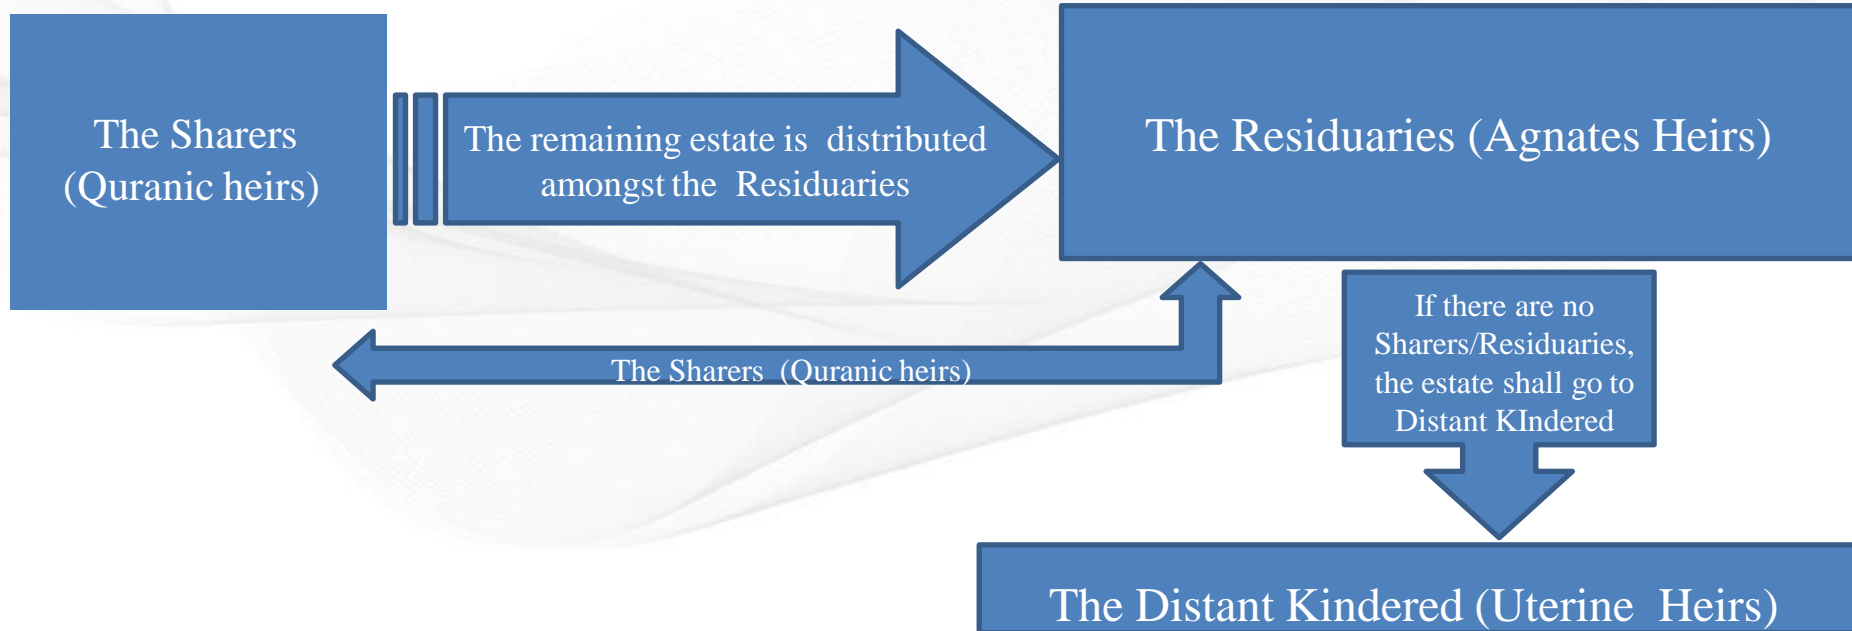 The Sharers
(Quranic heirs)
The remaining estate is distributed
amongst the Residuaries
The Residuaries (Agnates Heirs)
The Sharers (Quranic heirs)
If there are no
Sharers/Residuaries,
the estate shall go to
Distant KIndered
The Distant Kindered (Uterine Heirs)